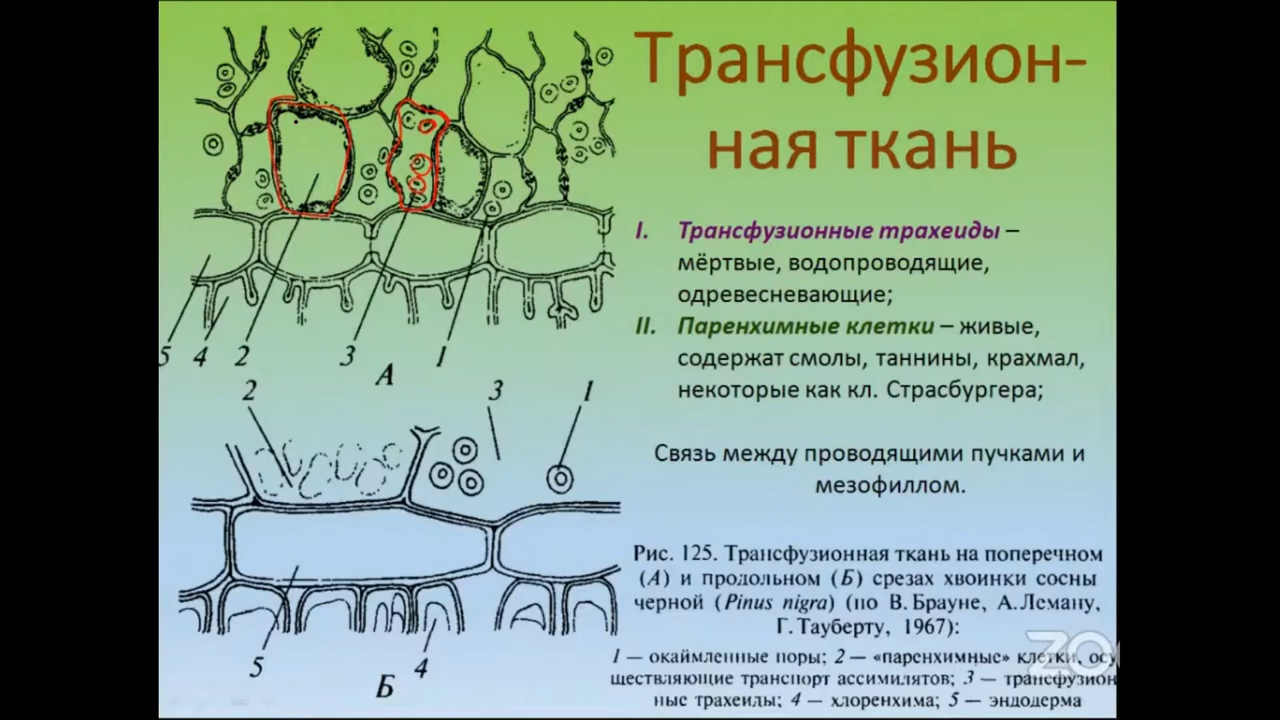 Трансфузион-
ная ткань
I. Трансфузионные трахеиды –
мёртвые, водопроводящие,
одревесневающие;
II. Паренхимные клетки – живые,
содержат смолы, таннины, крахмал,
некоторые как кл. Страсбургера;
Связь между проводящими пучками и
мезофиллом.
5 4 2 3 1
А
2 3 1
5 4
Б
Рис. 125. Трансфузионная ткань на поперечном
(А) и продольном (Б) срезах хвоинки сосны
черной (Pinus nigra) (по В. Брауне, А. Леману,
Г. Тауберту, 1967):
1 — окаймленные поры; 2 — «паренхимные» клетки, осу
ществляющие транспорт ассимилятов; 3 — трансфузион
ные трахеиды; 4 — хлоренхима; 5 — эндодерма